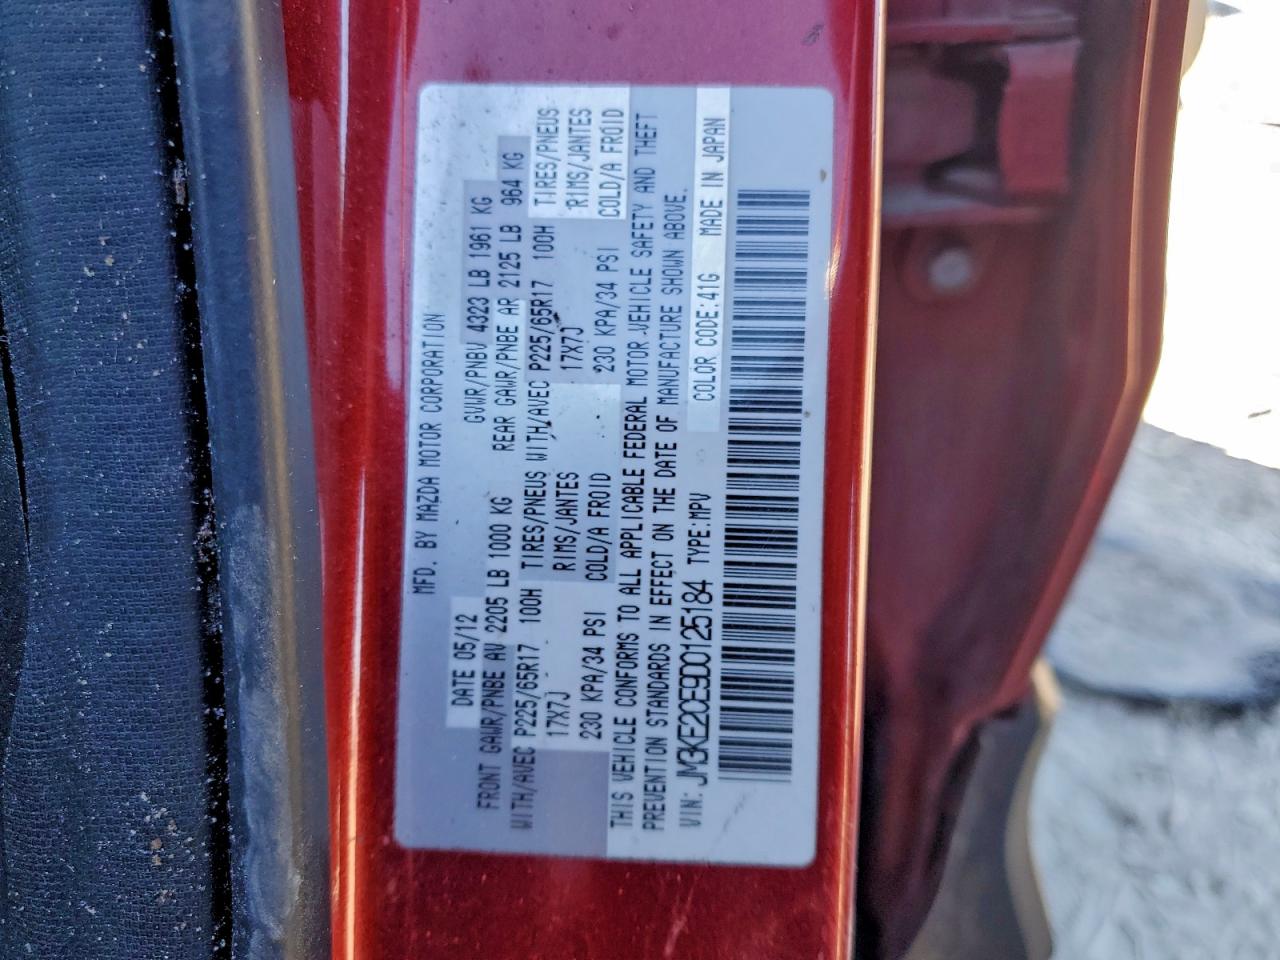 MFD. BY MAZDA MOTOR CORPORATION
DATE 05/12 GVWR/PNBV 4323 LB 1961 KG
FRONT GAWR/PNBE AV 2205 LB 1000 KG REAR GAWR/PNBE AR 2125 LB 964 KG
WITH/AVEC P225/65R17 100H TIRES/PNEUS WITH/AVEC P225/65R17 100H TIRES/PNEUS
17X7J RIMS/JANTES 17X7J RIMS/JANTES
230 KPA/34 PSI COLD/A FROID 230 KPA/34 PSI COLD/A FROID
THIS VEHICLE CONFORMS TO ALL APPLICABLE FEDERAL MOTOR VEHICLE SAFETY AND THEFT
PREVENTION STANDARDS IN EFFECT ON THE DATE OF MANUFACTURE SHOWN ABOVE.
VIN: JM3KE2CE9D0125184 TYPE:MPV COLOR CODE:41G MADE IN JAPAN